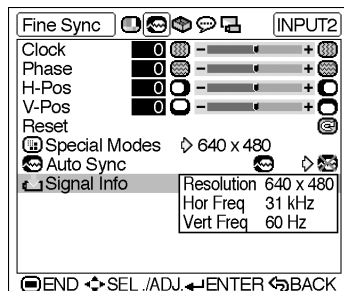 Fine Sync INPUT2
Clock 0 - +
Phase 0 - +
H-Pos 0 - +
V-Pos 0 - +
Reset
Special Modes 640 x 480
Auto Sync
Signal Info
Resolution 640 x 480
Hor Freq 31 kHz
Vert Freq 60 Hz
END SEL./ADJ. ENTER BACK